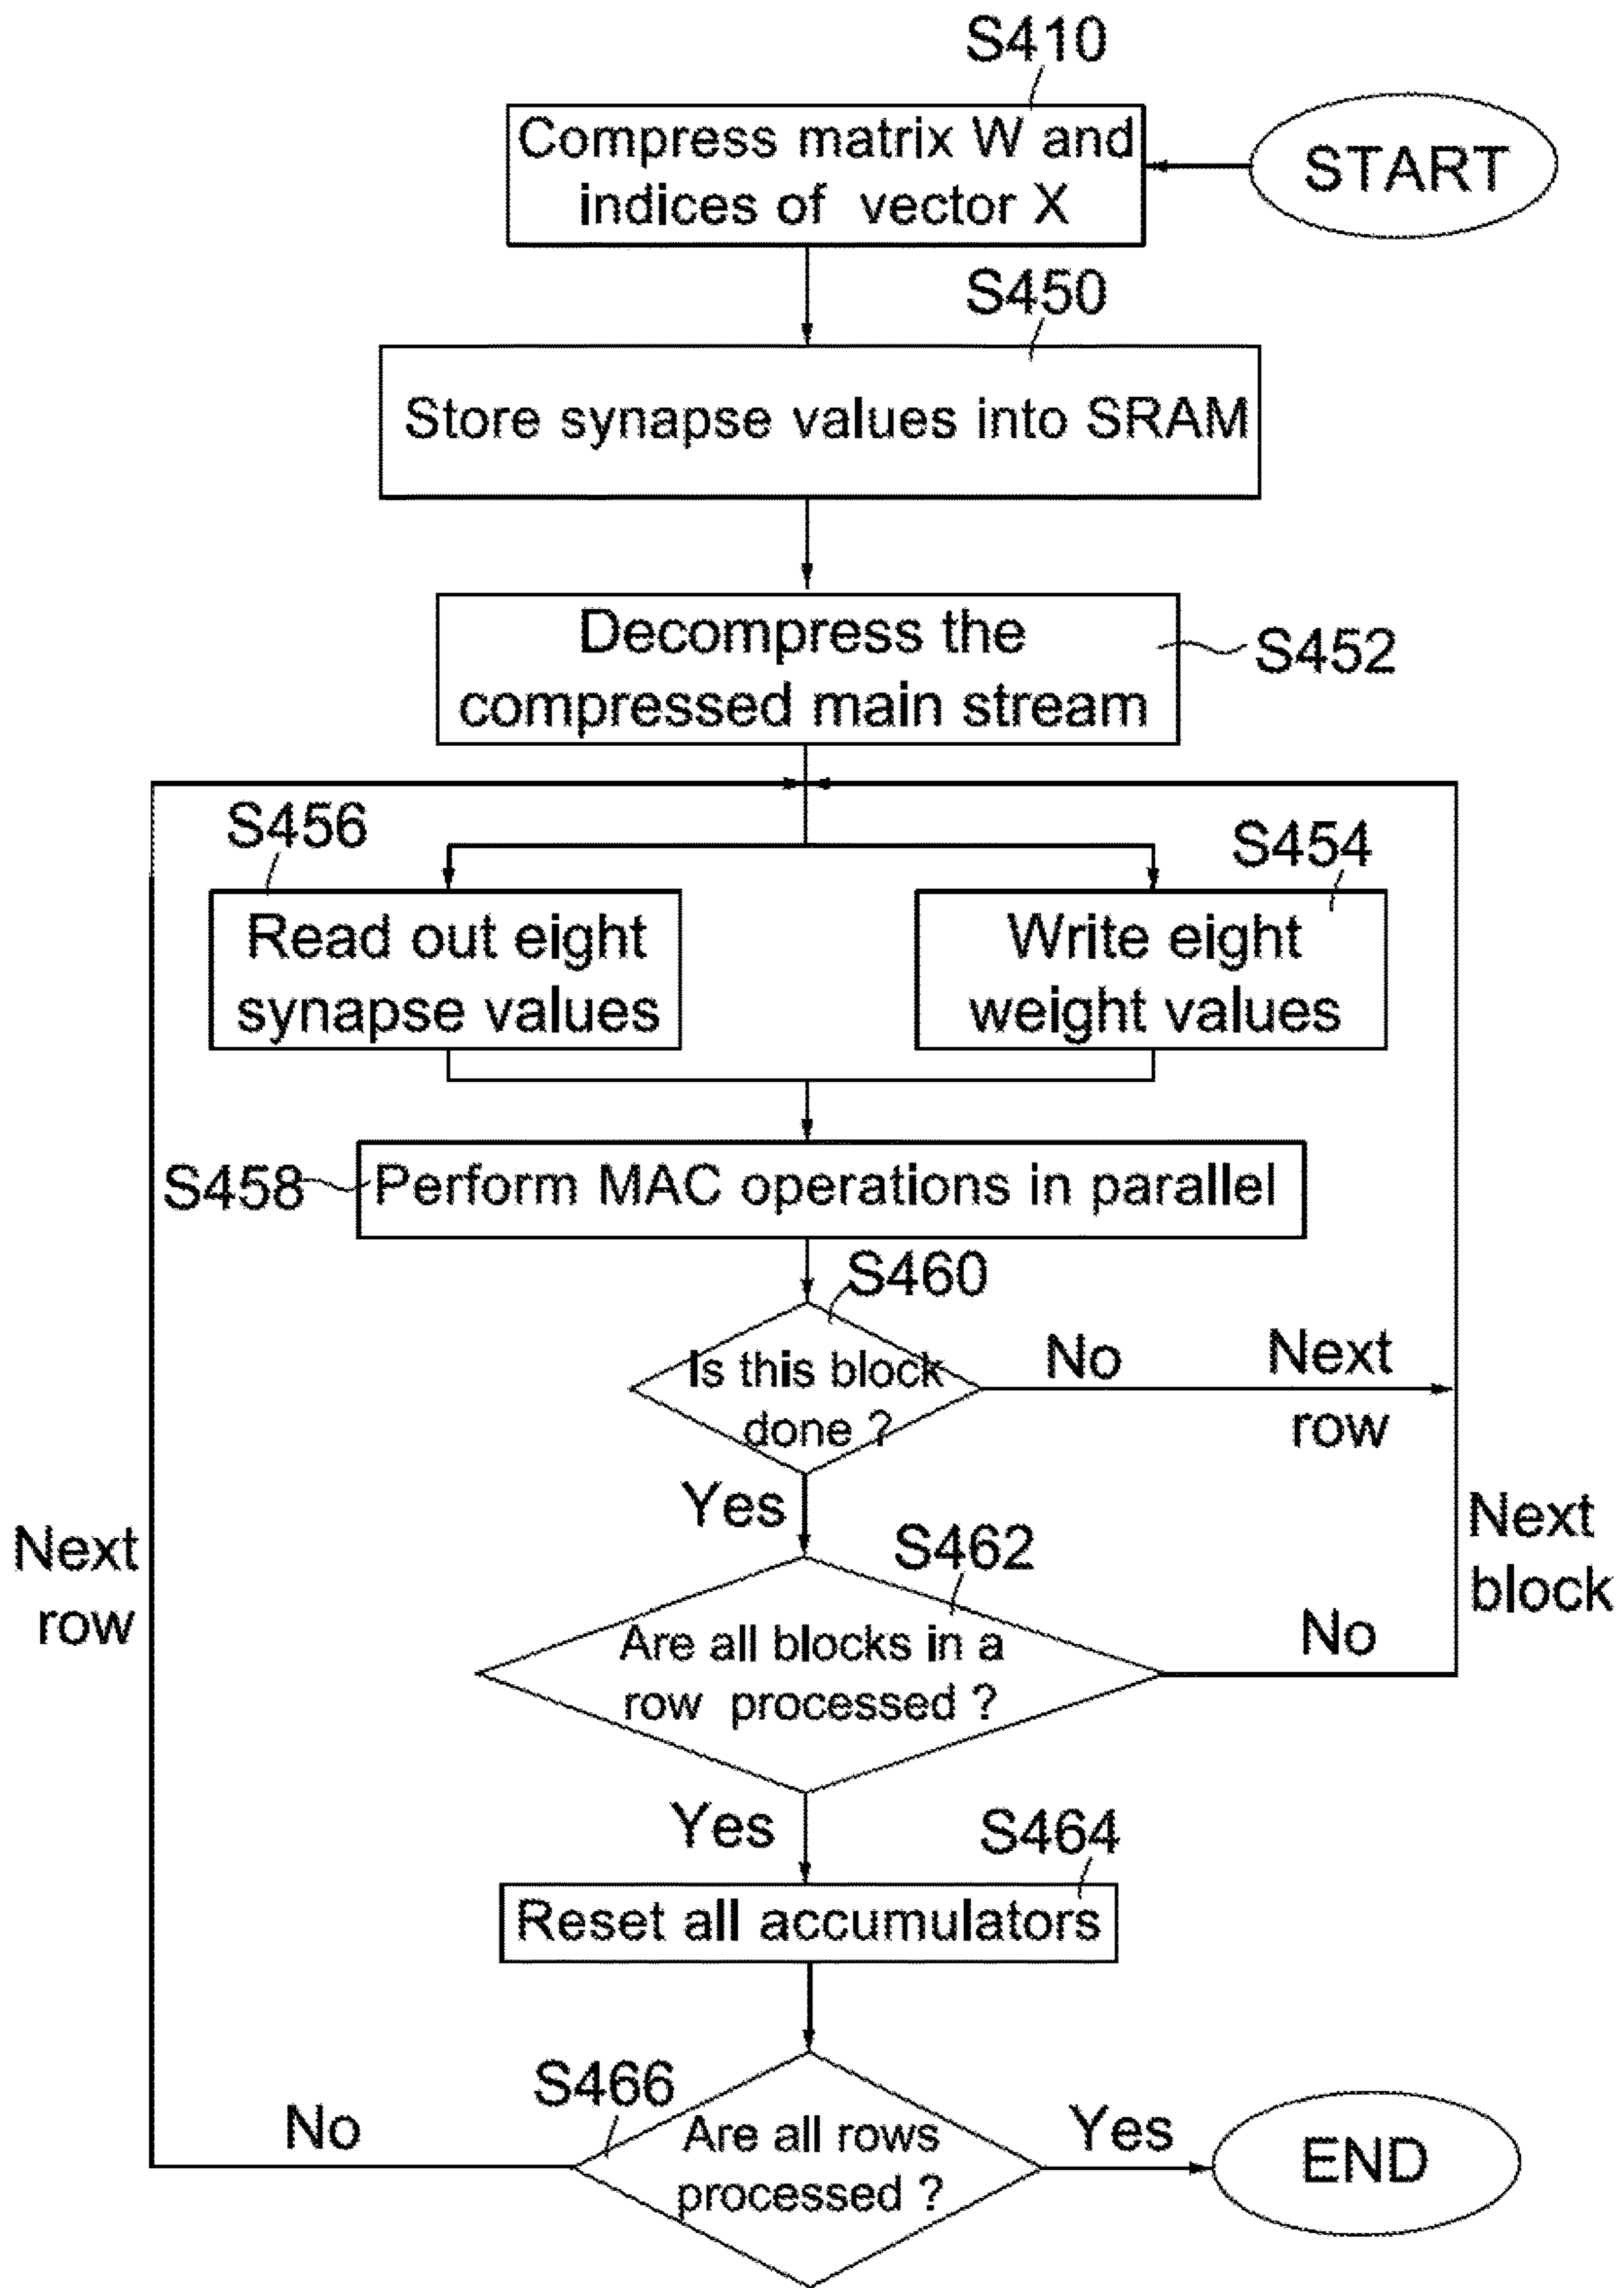 S410
Compress matrix W and
indices of vector X
START
S450
Store synapse values into SRAM
Decompress the
compressed main stream
S452
S456
Read out eight
synapse values
S454
Write eight
weight values
S458
Perform MAC operations in parallel
S460
Is this block
done ?
No
Next
row
Yes
Next
block
Next
row
S462
Are all blocks in a
row processed ?
No
Yes
S464
Reset all accumulators
S466
Are all rows
processed ?
No
Yes
END